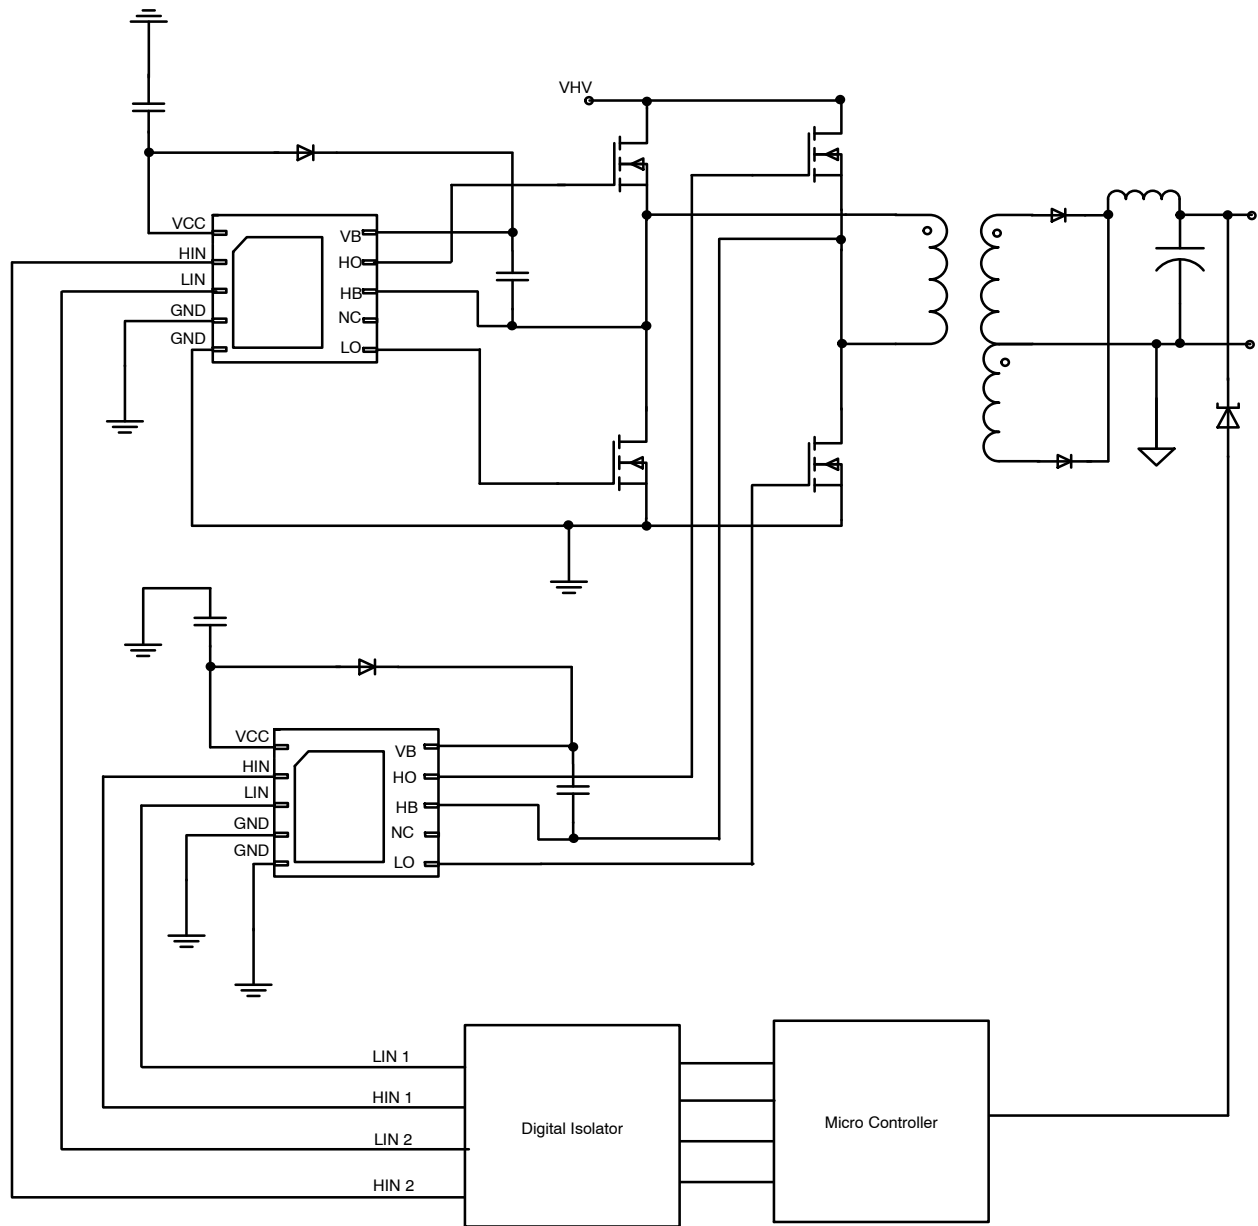 VHV
VCC
HIN
LIN
GND
GND
VB
HO
HB
NC
LO
VCC
HIN
LIN
GND
GND
VB
HO
HB
NC
LO
LIN 1
HIN 1
LIN 2
HIN 2
Digital Isolator
Micro Controller